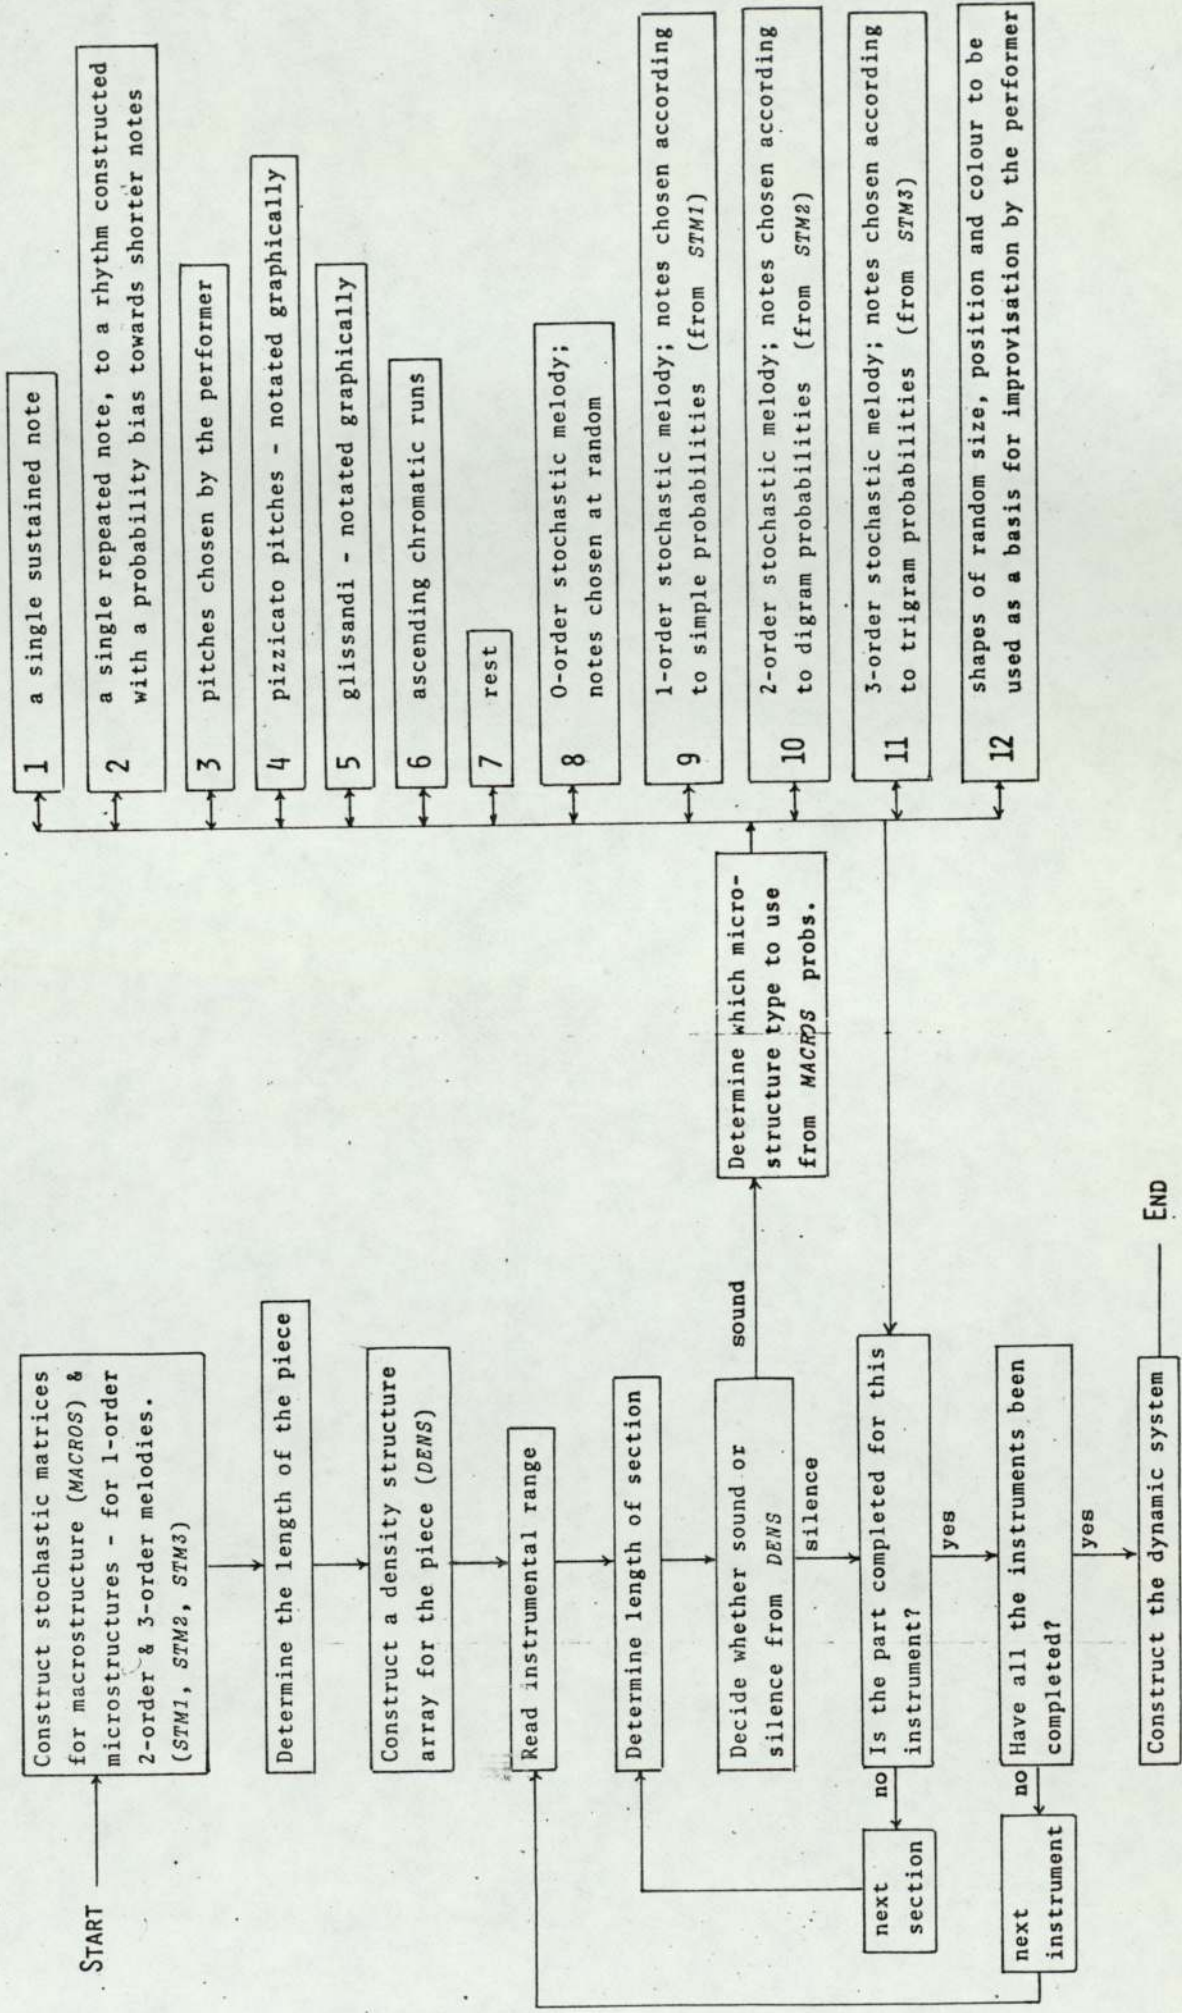 START
Construct stochastic matrices
for macrostructure (MACROS) &
microstructures - for 1-order
2-order & 3-order melodies.
(STM1, STM2, STM3)
Determine the length of the piece
Construct a density structure
array for the piece (DENS)
Read instrumental range
Determine length of section
Decide whether sound or
silence from DENS
sound
silence
Determine which micro-
structure type to use
from MACROS probs.
Is the part completed for this
instrument?
no
next
section
yes
Have all the instruments been
completed?
no
next
instrument
yes
Construct the dynamic system
END
1 a single sustained note
2 a single repeated note, to a rhythm constructed
with a probability bias towards shorter notes
3 pitches chosen by the performer
4 pizzicato pitches - notated graphically
5 glissandi - notated graphically
6 ascending chromatic runs
7 rest
8 0-order stochastic melody;
notes chosen at random
9 1-order stochastic melody; notes chosen according
to simple probabilities (from STM1)
10 2-order stochastic melody; notes chosen according
to digram probabilities (from STM2)
11 3-order stochastic melody; notes chosen according
to trigram probabilities (from STM3)
12 shapes of random size, position and colour to be
used as a basis for improvisation by the performer